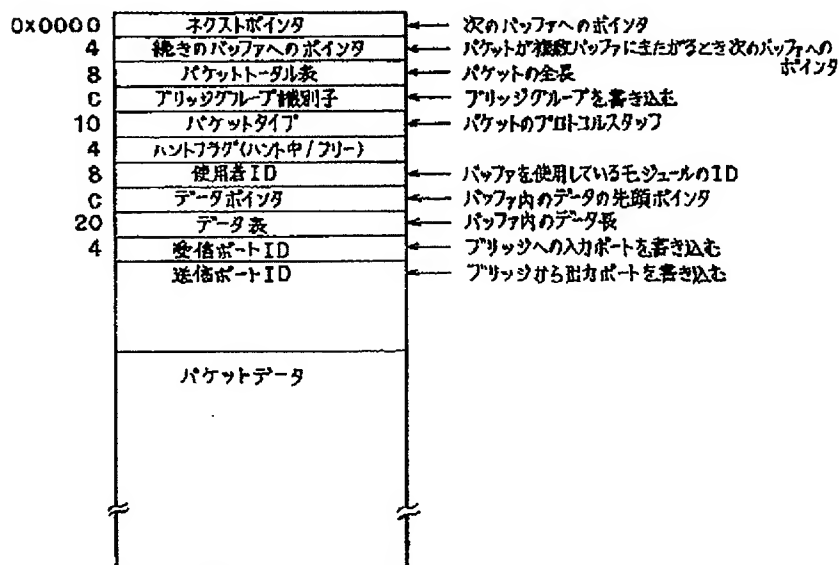 0x0000 ネクストポインタ ← 次のバッファへのポインタ
4 続きのバッファへのポインタ ← パケットが複数バッファにまたがるとき次のバッファへの
ポインタ
8 パケットトータル長 ← パケットの全長
C ブリッジグループ識別子 ← ブリッジグループを書き込む
10 パケットタイプ ← パケットのプロトコルスタッフ
4 ハントフラグ(ハント中/フリー)
8 使用者ID ← バッファを使用しているモジュールのID
C データポインタ ← バッファ内のデータの先頭ポインタ
20 データ長 ← バッファ内のデータ長
4 受信ポートID ← ブリッジへの入力ポートを書き込む
送信ポートID ← ブリッジから出力ポートを書き込む
パケットデータ